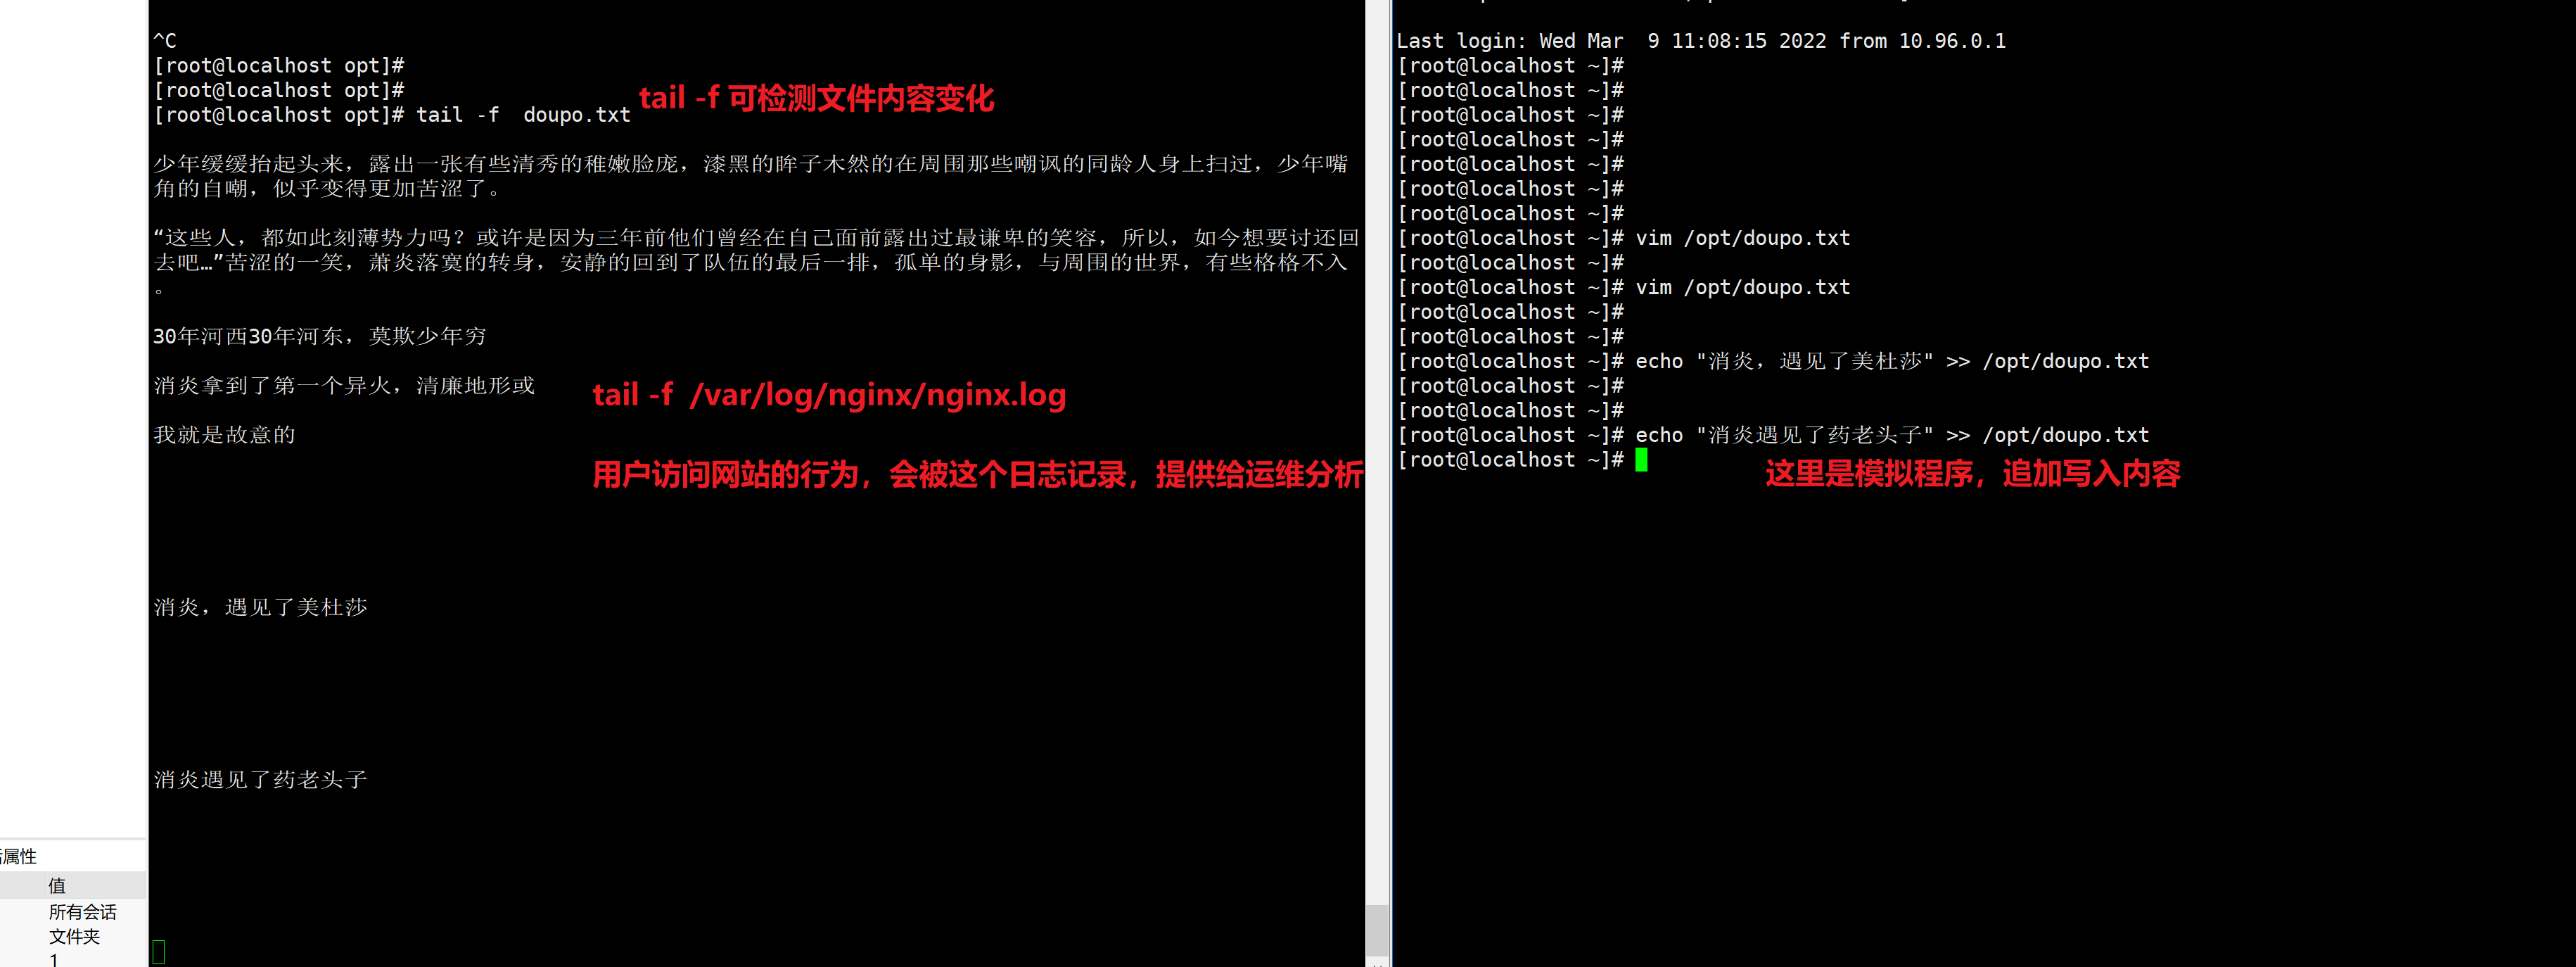 ^C
[root@localhost opt]#
[root@localhost opt]#
[root@localhost opt]# tail -f  doupo.txt
tail -f 可检测文件内容变化
少年缓缓抬起头来，露出一张有些清秀的稚嫩脸庞，漆黑的眸子木然的在周围那些嘲讽的同龄人身上扫过，少年嘴
角的自嘲，似乎变得更加苦涩了。
“这些人，都如此刻薄势力吗？或许是因为三年前他们曾经在自己面前露出过最谦卑的笑容，所以，如今想要讨还回
去吧…”苦涩的一笑，萧炎落寞的转身，安静的回到了队伍的最后一排，孤单的身影，与周围的世界，有些格格不入
。
30年河西30年河东，莫欺少年穷
消炎拿到了第一个异火，清廉地形或
tail -f  /var/log/nginx/nginx.log
我就是故意的
用户访问网站的行为，会被这个日志记录，提供给运维分析
消炎，遇见了美杜莎
消炎遇见了药老头子
属性
值
所有会话
文件夹
1
Last login: Wed Mar  9 11:08:15 2022 from 10.96.0.1
[root@localhost ~]#
[root@localhost ~]#
[root@localhost ~]#
[root@localhost ~]#
[root@localhost ~]#
[root@localhost ~]#
[root@localhost ~]#
[root@localhost ~]# vim /opt/doupo.txt
[root@localhost ~]#
[root@localhost ~]# vim /opt/doupo.txt
[root@localhost ~]#
[root@localhost ~]#
[root@localhost ~]# echo "消炎，遇见了美杜莎" >> /opt/doupo.txt
[root@localhost ~]#
[root@localhost ~]#
[root@localhost ~]# echo "消炎遇见了药老头子" >> /opt/doupo.txt
[root@localhost ~]#
这里是模拟程序，追加写入内容